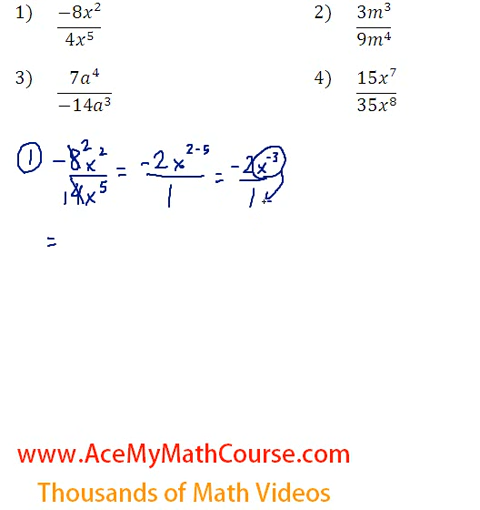 1) −8x² / 4x⁵ 2) 3m³ / 9m⁴
3) 7a⁴ / −14a³ 4) 15x⁷ / 35x⁸
① −8²x² / 1 4x⁵ = −2x²⁻⁵ / 1 = −2x⁻³ / 1
=
www.AceMyMathCourse.com
Thousands of Math Videos